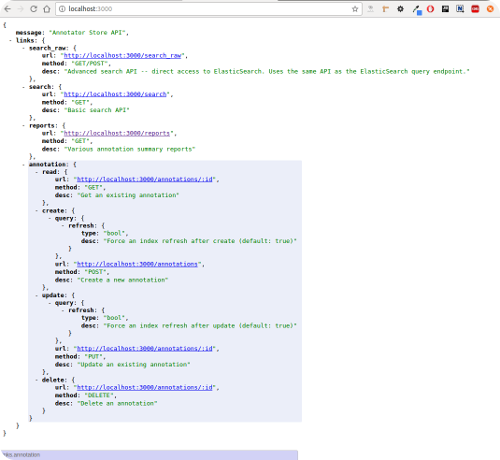 localhost:3000
{
message: "Annotator Store API",
- links: {
- search_raw: {
url: "http://localhost:3000/search_raw",
method: "GET/POST",
desc: "Advanced search API -- direct access to ElasticSearch. Uses the same API as the ElasticSearch query endpoint."
},
- search: {
url: "http://localhost:3000/search",
method: "GET",
desc: "Basic search API"
},
- reports: {
url: "http://localhost:3000/reports",
method: "GET",
desc: "Various annotation summary reports"
},
- annotation: {
- read: {
url: "http://localhost:3000/annotations/:id",
method: "GET",
desc: "Get an existing annotation"
},
- create: {
- query: {
- refresh: {
type: "bool",
desc: "Force an index refresh after create (default: true)"
}
},
url: "http://localhost:3000/annotations",
method: "POST",
desc: "Create a new annotation"
},
- update: {
- query: {
- refresh: {
type: "bool",
desc: "Force an index refresh after update (default: true)"
}
},
url: "http://localhost:3000/annotations/:id",
method: "PUT",
desc: "Update an existing annotation"
},
- delete: {
url: "http://localhost:3000/annotations/:id",
method: "DELETE",
desc: "Delete an annotation"
}
}
}
}